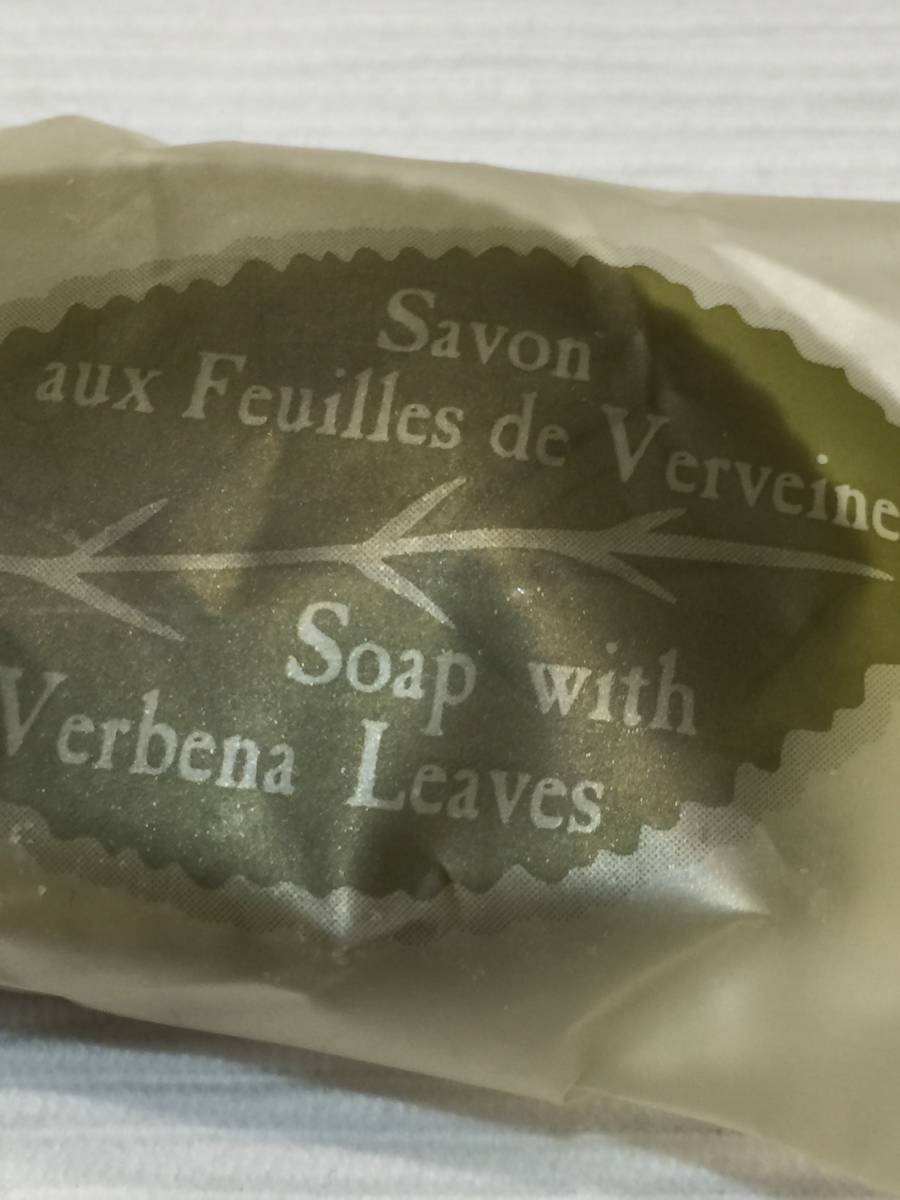 Savon
aux Feuilles de Verveine
Soap with
Verbena Leaves